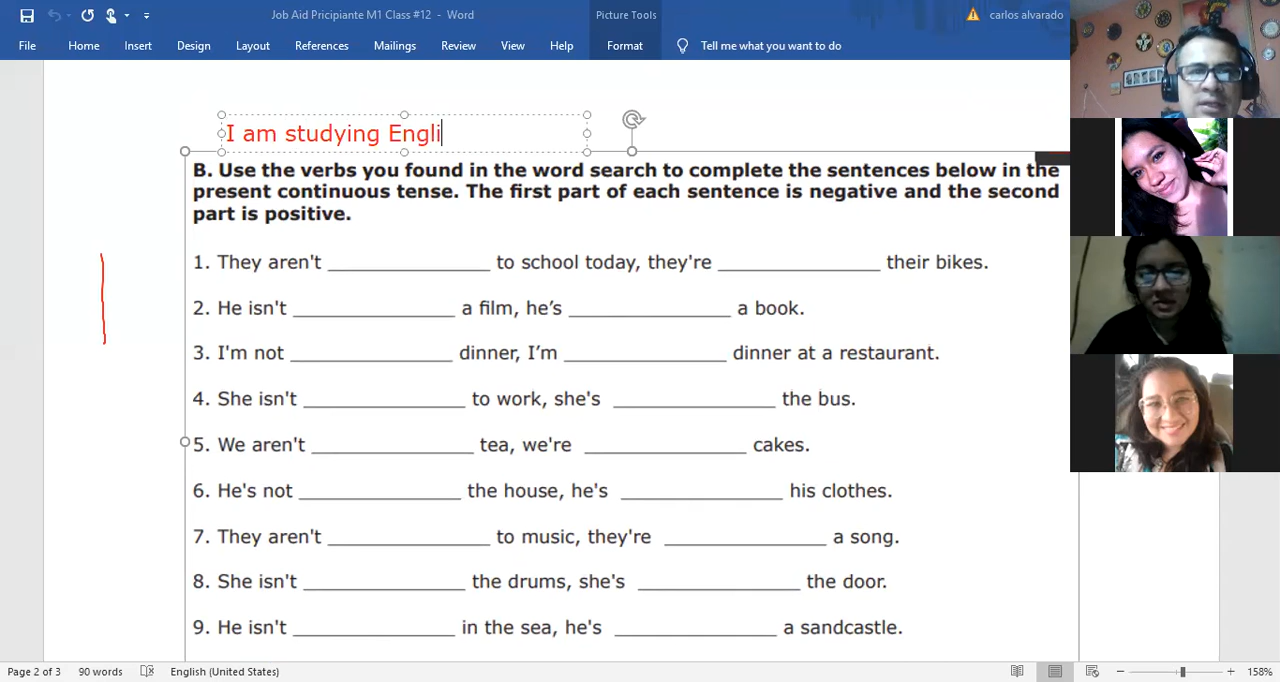 Job Aid Pricipiante M1 Class #12 - Word
Picture Tools
carlos alvarado
File Home Insert Design Layout References Mailings Review View Help Format Tell me what you want to do
I am studying Engli
B. Use the verbs you found in the word search to complete the sentences below in the
present continuous tense. The first part of each sentence is negative and the second
part is positive.
1. They aren't _______________ to school today, they're _______________ their bikes.
2. He isn't _______________ a film, he’s _______________ a book.
3. I'm not _______________ dinner, I’m _______________ dinner at a restaurant.
4. She isn't _______________ to work, she's _______________ the bus.
5. We aren't _______________ tea, we're _______________ cakes.
6. He's not _______________ the house, he's _______________ his clothes.
7. They aren't _______________ to music, they're _______________ a song.
8. She isn't _______________ the drums, she's _______________ the door.
9. He isn't _______________ in the sea, he's _______________ a sandcastle.
Page 2 of 3 90 words English (United States) 158%